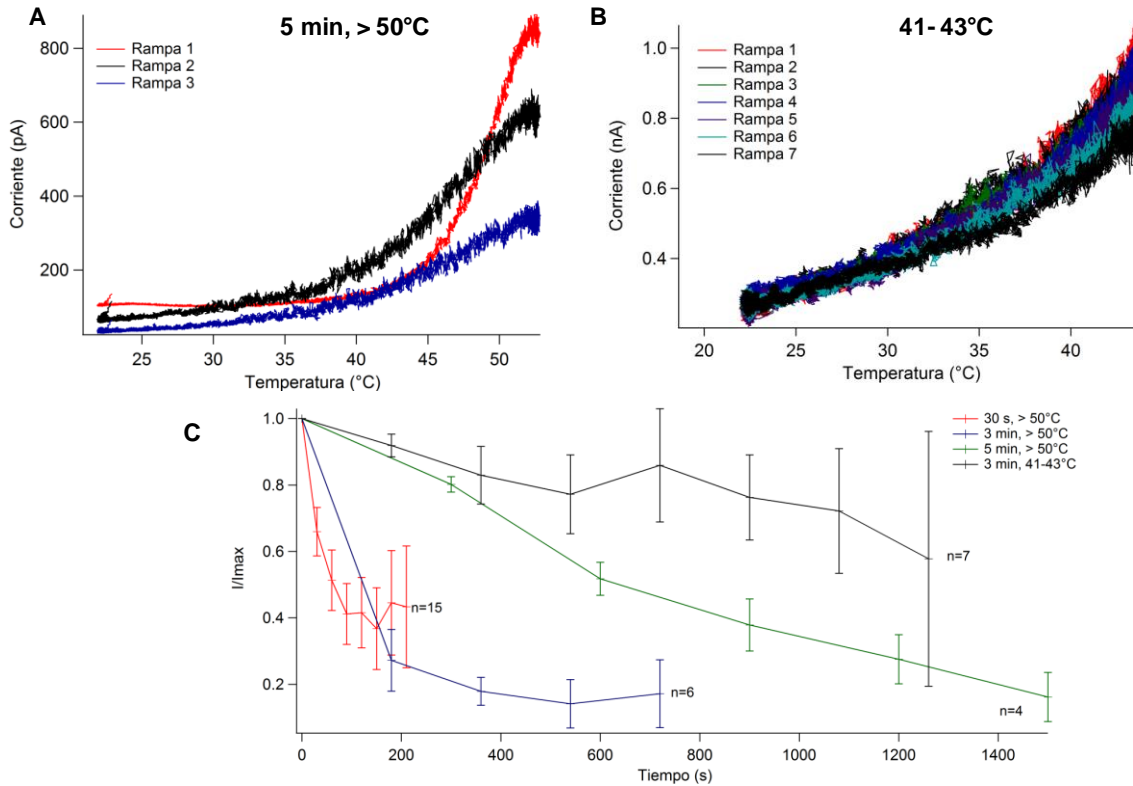 A
5 min, > 50°C
Rampa 1
Rampa 2
Rampa 3
800
600
400
200
Corriente (pA)
25
30
35
40
45
50
Temperatura (°C)
B
41- 43°C
Rampa 1
Rampa 2
Rampa 3
Rampa 4
Rampa 5
Rampa 6
Rampa 7
1.0
0.8
0.6
0.4
Corriente (nA)
20
25
30
35
40
Temperatura (°C)
C
30 s, > 50°C
3 min, > 50°C
5 min, > 50°C
3 min, 41-43°C
1.0
0.8
0.6
0.4
0.2
I/Imax
n=7
n=15
n=6
n=4
0
200
400
600
800
1000
1200
1400
Tiempo (s)